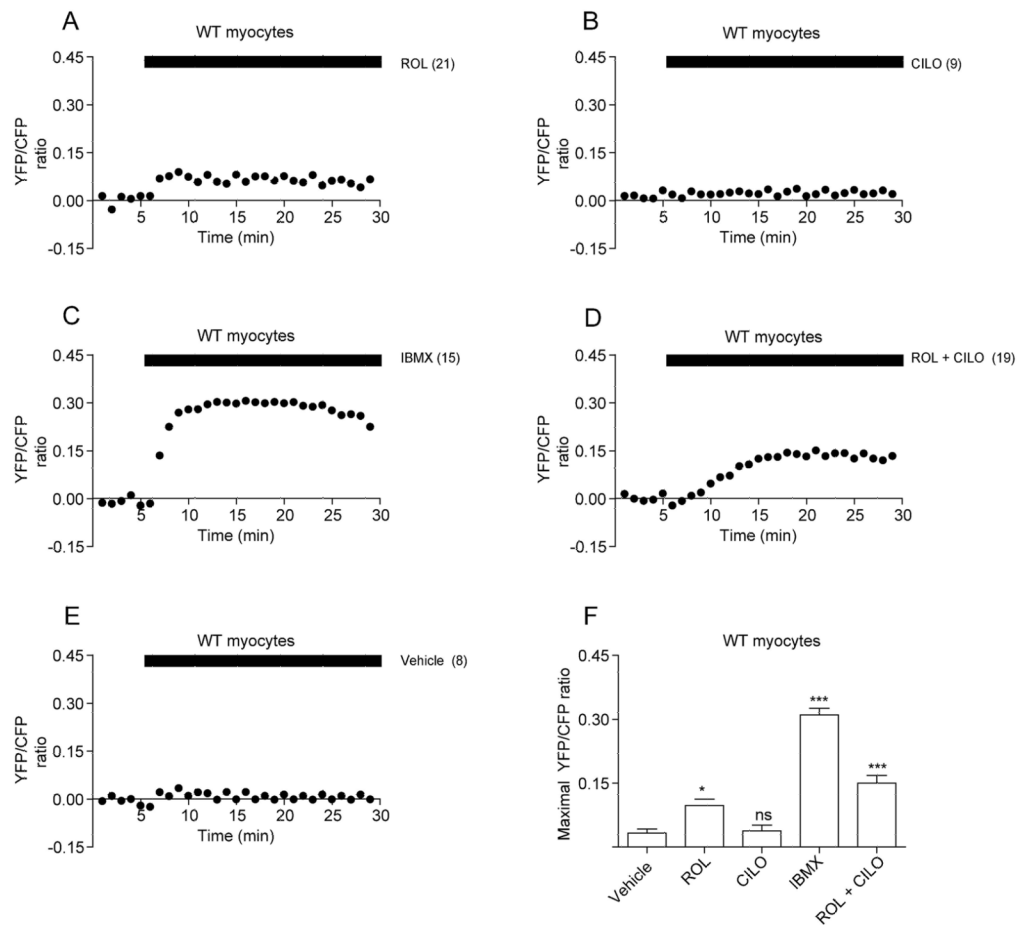 A
WT myocytes
0.45
0.30
0.15
0.00
-0.15
YFP/CFP
ratio
ROL (21)
5 10 15 20 25 30
Time (min)
B
WT myocytes
0.45
0.30
0.15
0.00
-0.15
YFP/CFP
ratio
CILO (9)
5 10 15 20 25 30
Time (min)
C
WT myocytes
0.45
0.30
0.15
0.00
-0.15
YFP/CFP
ratio
IBMX (15)
5 10 15 20 25 30
Time (min)
D
WT myocytes
0.45
0.30
0.15
0.00
-0.15
YFP/CFP
ratio
ROL + CILO (19)
5 10 15 20 25 30
Time (min)
E
WT myocytes
0.45
0.30
0.15
0.00
-0.15
YFP/CFP
ratio
Vehicle (8)
5 10 15 20 25 30
Time (min)
F
WT myocytes
0.45
0.30
0.15
Maximal YFP/CFP ratio
*
ns
***
***
Vehicle
ROL
CILO
IBMX
ROL + CILO